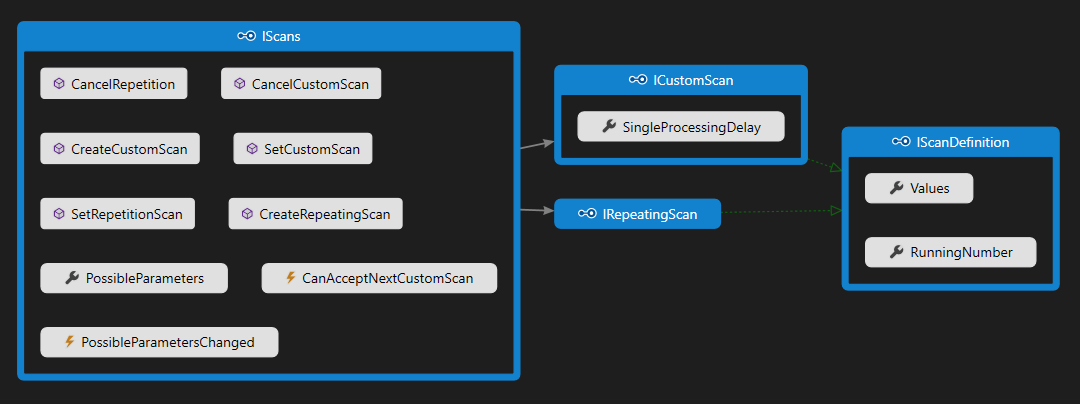 IScans
CancelRepetition
CancelCustomScan
CreateCustomScan
SetCustomScan
SetRepetitionScan
CreateRepeatingScan
PossibleParameters
CanAcceptNextCustomScan
PossibleParametersChanged
ICustomScan
SingleProcessingDelay
IRepeatingScan
IScanDefinition
Values
RunningNumber